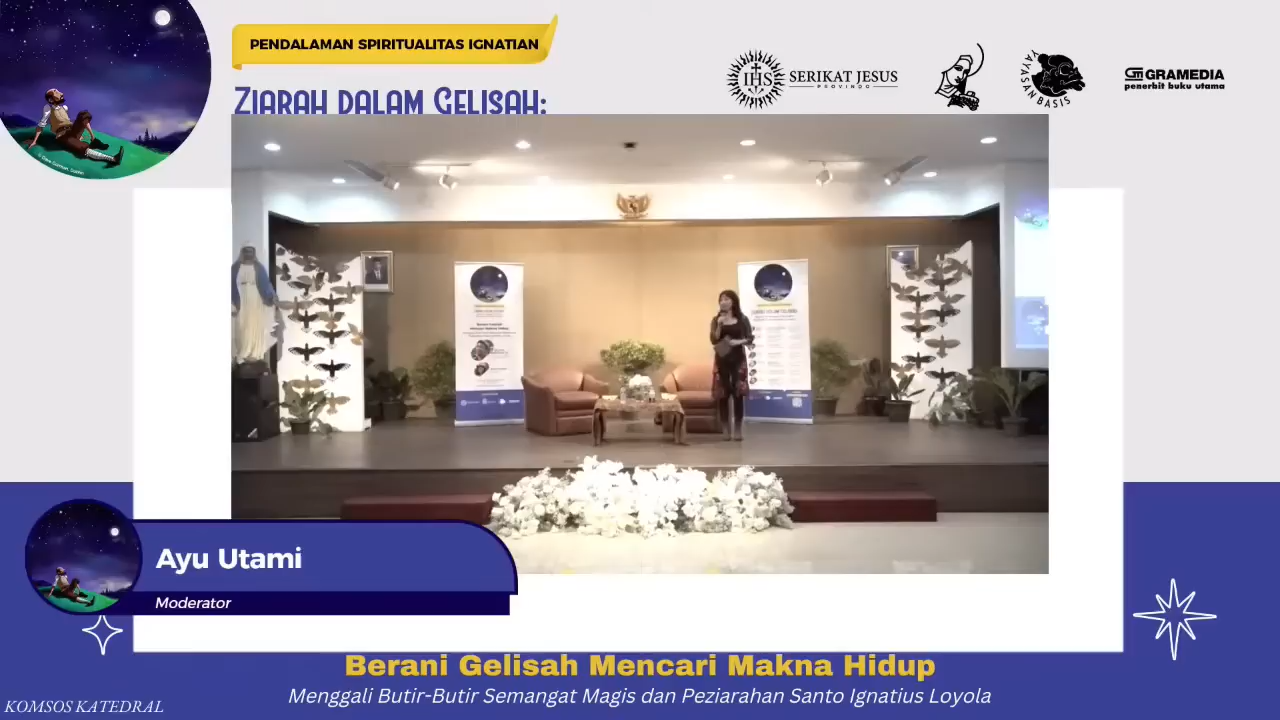 PENDALAMAN SPIRITUALITAS IGNATIAN
ZIARAH DALAM GELISAH:
IHS
SERIKAT JESUS
PROVINDO
YAYASAN BASIS
GM GRAMEDIA
penerbit buku utama
Ayu Utami
Moderator
Berani Gelisah Mencari Makna Hidup
Menggali Butir-Butir Semangat Magis dan Peziarahan Santo Ignatius Loyola
KOMSOS KATEDRAL